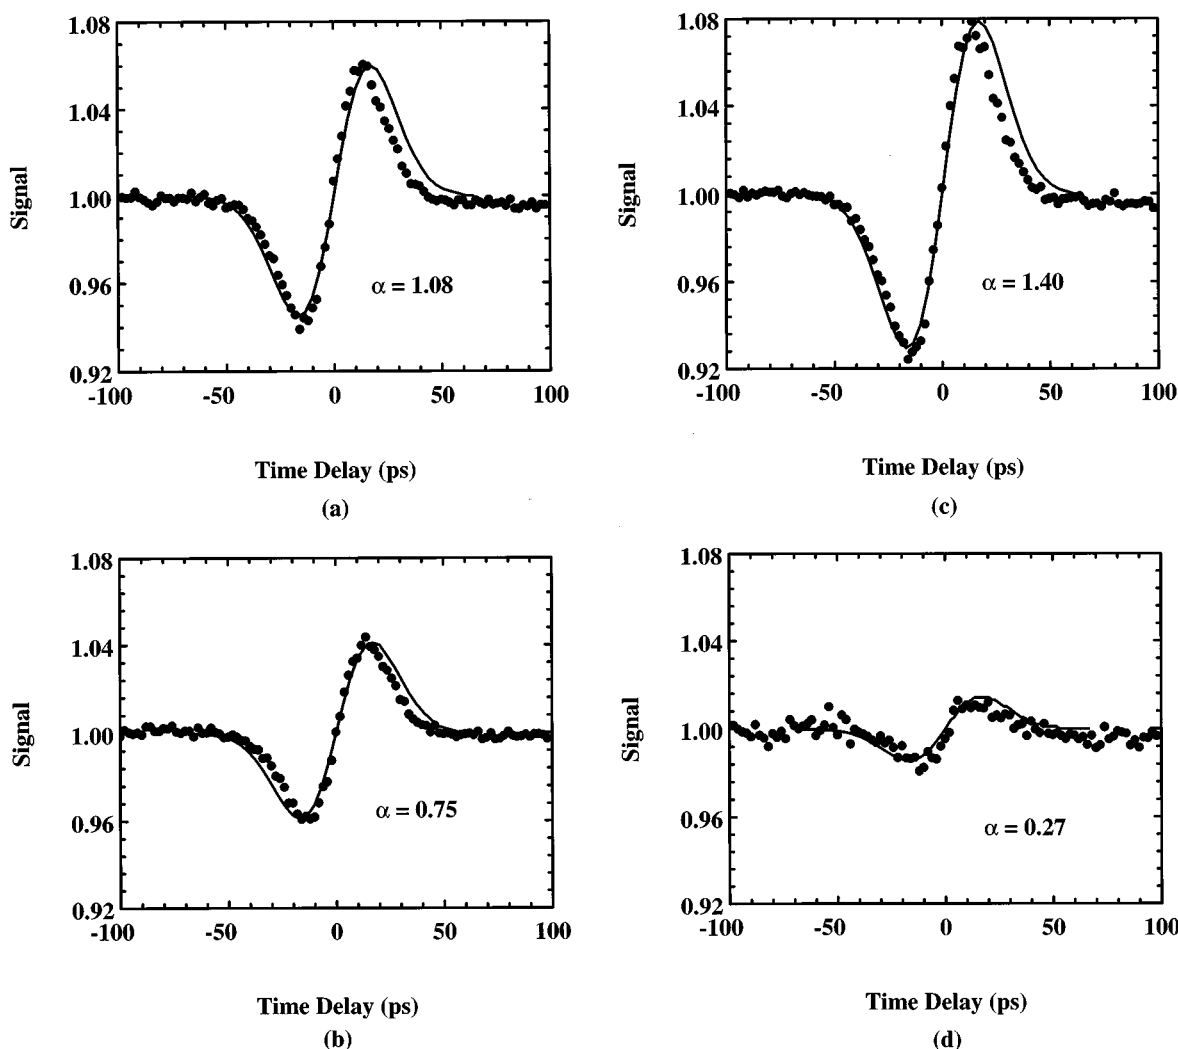 1.08
1.04
1.00
0.96
0.92
Signal
α = 1.08
-100
-50
0
50
100
Time Delay (ps)
(a)
1.08
1.04
1.00
0.96
0.92
Signal
α = 1.40
-100
-50
0
50
100
Time Delay (ps)
(c)
1.08
1.04
1.00
0.96
0.92
Signal
α = 0.75
-100
-50
0
50
100
Time Delay (ps)
(b)
1.08
1.04
1.00
0.96
0.92
Signal
α = 0.27
-100
-50
0
50
100
Time Delay (ps)
(d)